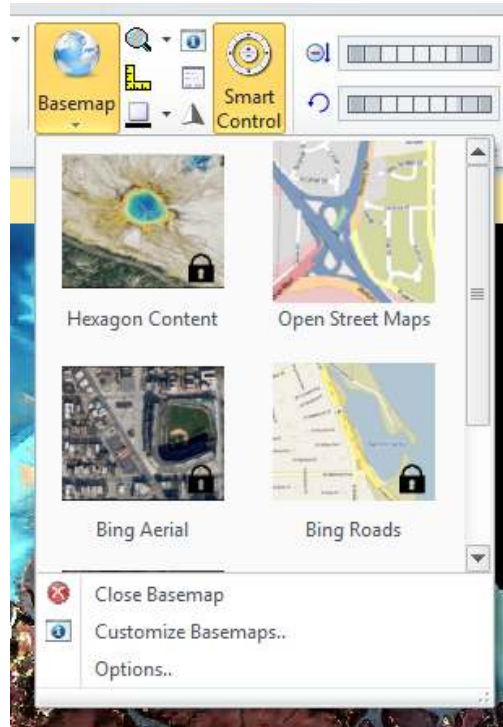 Basemap
Smart
Control
Hexagon Content
Open Street Maps
Bing Aerial
Bing Roads
Close Basemap
Customize Basemaps..
Options..